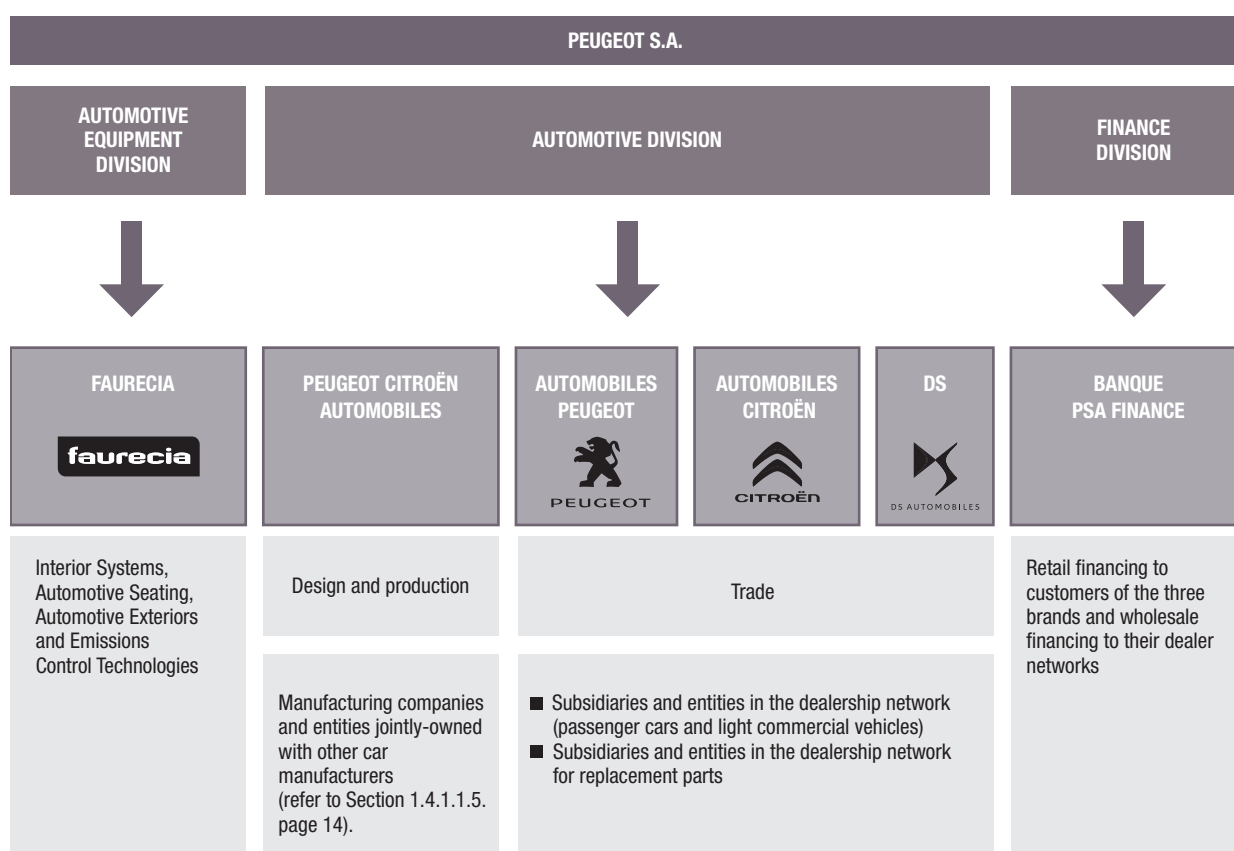 PEUGEOT S.A.
AUTOMOTIVE
EQUIPMENT
DIVISION
AUTOMOTIVE DIVISION
FINANCE
DIVISION
FAURECIA
faurecia
PEUGEOT CITROËN
AUTOMOBILES
AUTOMOBILES
PEUGEOT
PEUGEOT
AUTOMOBILES
CITROËN
CITROËN
DS
DS AUTOMOBILES
BANQUE
PSA FINANCE
Interior Systems,
Automotive Seating,
Automotive Exteriors
and Emissions
Control Technologies
Design and production
Trade
Retail financing to
customers of the three
brands and wholesale
financing to their dealer
networks
Manufacturing companies
and entities jointly-owned
with other car
manufacturers
(refer to Section 1.4.1.1.5.
page 14).
■ Subsidiaries and entities in the dealership network
(passenger cars and light commercial vehicles)
■ Subsidiaries and entities in the dealership network
for replacement parts